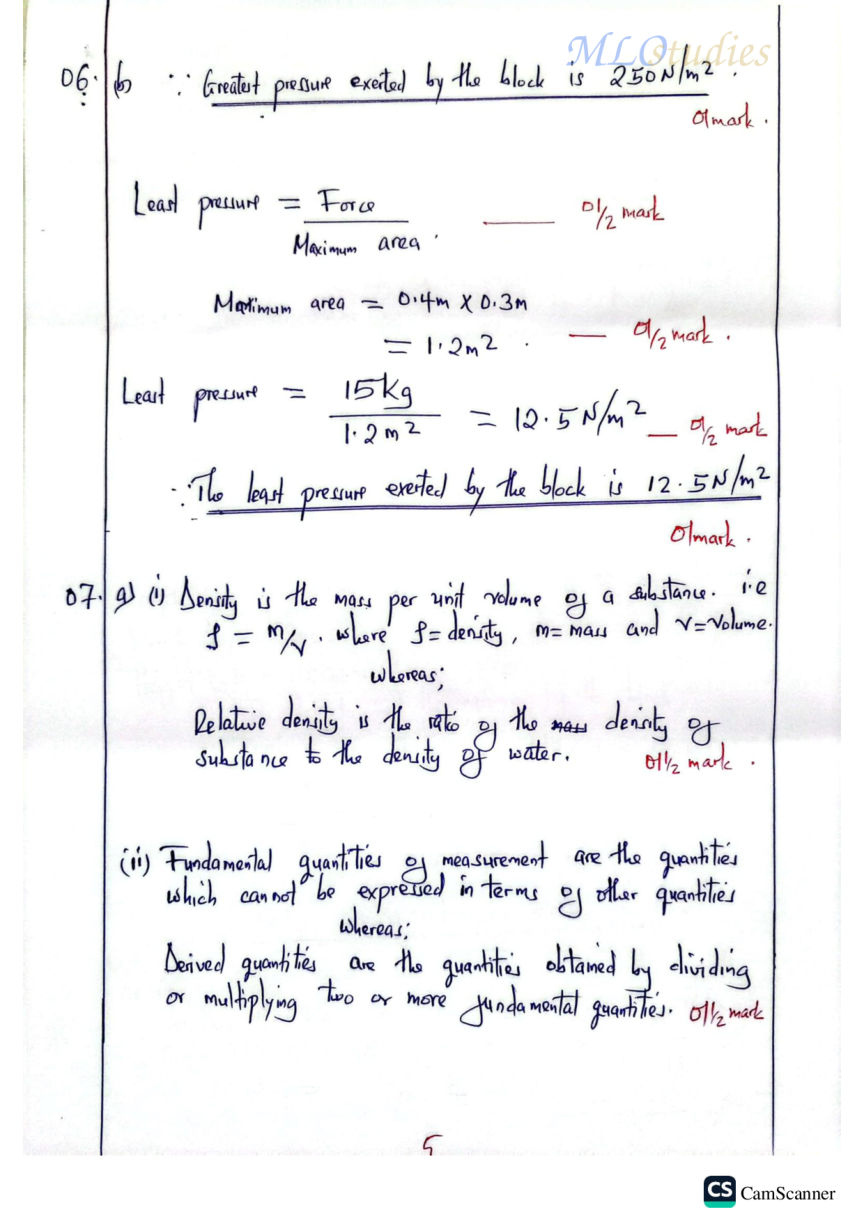 MLOstudies
06. b) ∵ Greatest pressure exerted by the block is 250N/m2.
01mark.
Least pressure = Force
Maximum area.
01/2 mark
Maximum area = 0.4m X 0.3m
= 1.2m2. — 01/2 mark.
Least pressure = 15kg
1.2m2
= 12.5 N/m2 — 01/2 mark
∴ The least pressure exerted by the block is 12.5N/m2
01mark.
07. a) (i) Density is the mass per unit volume of a substance. i.e
ρ = m/v. where ρ = density, m= mass and v=volume.
whereas;
Relative density is the ratio of the mass density of
substance to the density of water. 01½ mark.
(ii) Fundamental quantities of measurement are the quantities
which cannot be expressed in terms of other quantities
whereas;
Derived quantities are the quantities obtained by dividing
or multiplying two or more fundamental quantities. 01½ mark
5
CS CamScanner